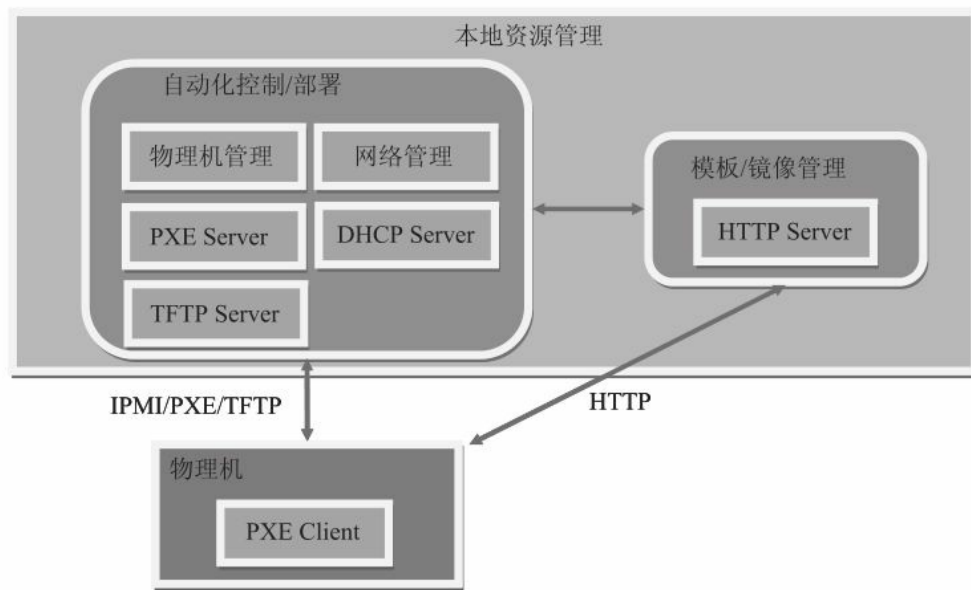 本地资源管理
自动化控制/部署
物理机管理
网络管理
PXE Server
DHCP Server
TFTP Server
模板/镜像管理
HTTP Server
IPMI/PXE/TFTP
HTTP
物理机
PXE Client